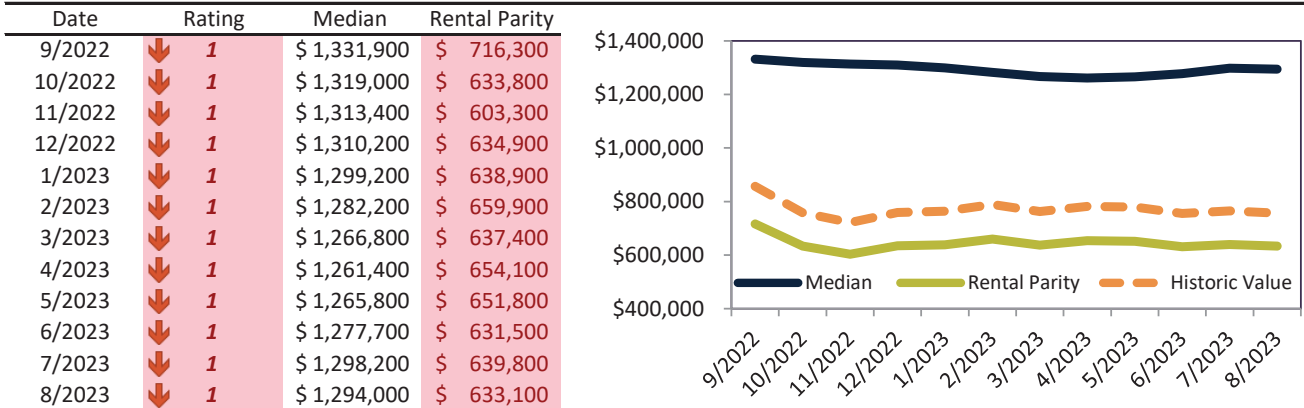 Date Rating Median Rental Parity
9/2022 1 $ 1,331,900 $ 716,300
10/2022 1 $ 1,319,000 $ 633,800
11/2022 1 $ 1,313,400 $ 603,300
12/2022 1 $ 1,310,200 $ 634,900
1/2023 1 $ 1,299,200 $ 638,900
2/2023 1 $ 1,282,200 $ 659,900
3/2023 1 $ 1,266,800 $ 637,400
4/2023 1 $ 1,261,400 $ 654,100
5/2023 1 $ 1,265,800 $ 651,800
6/2023 1 $ 1,277,700 $ 631,500
7/2023 1 $ 1,298,200 $ 639,800
8/2023 1 $ 1,294,000 $ 633,100
$1,400,000
$1,200,000
$1,000,000
$800,000
$600,000
$400,000
Median Rental Parity Historic Value
9/2022 10/2022 11/2022 12/2022 1/2023 2/2023 3/2023 4/2023 5/2023 6/2023 7/2023 8/2023